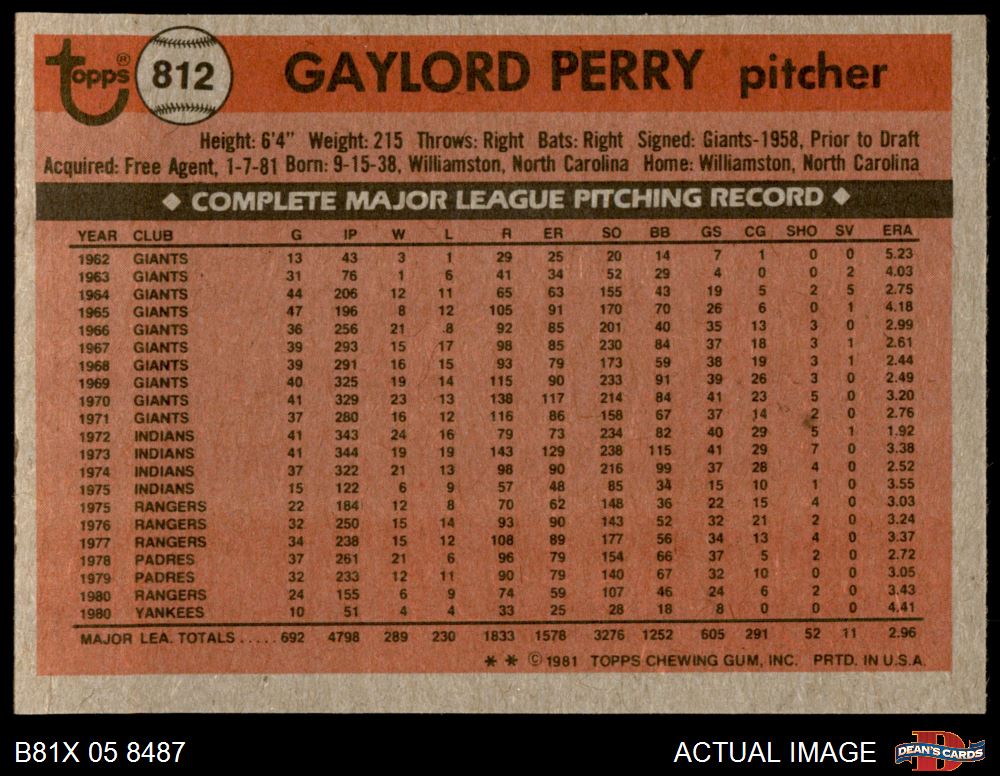 Topps® 812 GAYLORD PERRY pitcher
Height: 6'4" Weight: 215 Throws: Right Bats: Right Signed: Giants-1958, Prior to Draft
Acquired: Free Agent, 1-7-81 Born: 9-15-38, Williamston, North Carolina Home: Williamston, North Carolina
◆ COMPLETE MAJOR LEAGUE PITCHING RECORD ◆
YEAR CLUB G IP W L R ER SO BB GS CG SHO SV ERA
1962 GIANTS 13 43 3 1 29 25 20 14 7 1 0 0 5.23
1963 GIANTS 31 76 1 6 41 34 52 29 4 0 0 2 4.03
1964 GIANTS 44 206 12 11 65 63 155 43 19 5 2 5 2.75
1965 GIANTS 47 196 8 12 105 91 170 70 26 6 0 1 4.18
1966 GIANTS 36 256 21 8 92 85 201 40 35 13 3 0 2.99
1967 GIANTS 39 293 15 17 98 85 230 84 37 18 3 1 2.61
1968 GIANTS 39 291 16 15 93 79 173 59 38 19 3 1 2.44
1969 GIANTS 40 325 19 14 115 90 233 91 39 26 3 0 2.49
1970 GIANTS 41 329 23 13 138 117 214 84 41 23 5 0 3.20
1971 GIANTS 37 280 16 12 116 86 158 67 37 14 2 0 2.76
1972 INDIANS 41 343 24 16 79 73 234 82 40 29 5 1 1.92
1973 INDIANS 41 344 19 19 143 129 238 115 41 29 7 0 3.38
1974 INDIANS 37 322 21 13 98 90 216 99 37 28 4 0 2.52
1975 INDIANS 15 122 6 9 57 48 85 34 15 10 1 0 3.55
1975 RANGERS 22 184 12 8 70 62 148 36 22 15 4 0 3.03
1976 RANGERS 32 250 15 14 93 90 143 52 32 21 2 0 3.24
1977 RANGERS 34 238 15 12 108 89 177 56 34 13 4 0 3.37
1978 PADRES 37 261 21 6 96 79 154 66 37 5 2 0 2.72
1979 PADRES 32 233 12 11 90 79 140 67 32 10 0 0 3.05
1980 RANGERS 24 155 6 9 74 59 107 46 24 6 2 0 3.43
1980 YANKEES 10 51 4 4 33 25 28 18 8 0 0 0 4.41
MAJOR LEA. TOTALS ..... 692 4798 289 230 1833 1578 3276 1252 605 291 52 11 2.96
* * © 1981 TOPPS CHEWING GUM, INC. PRTD. IN U.S.A.
B81X 05 8487 ACTUAL IMAGE DEAN'S CARDS